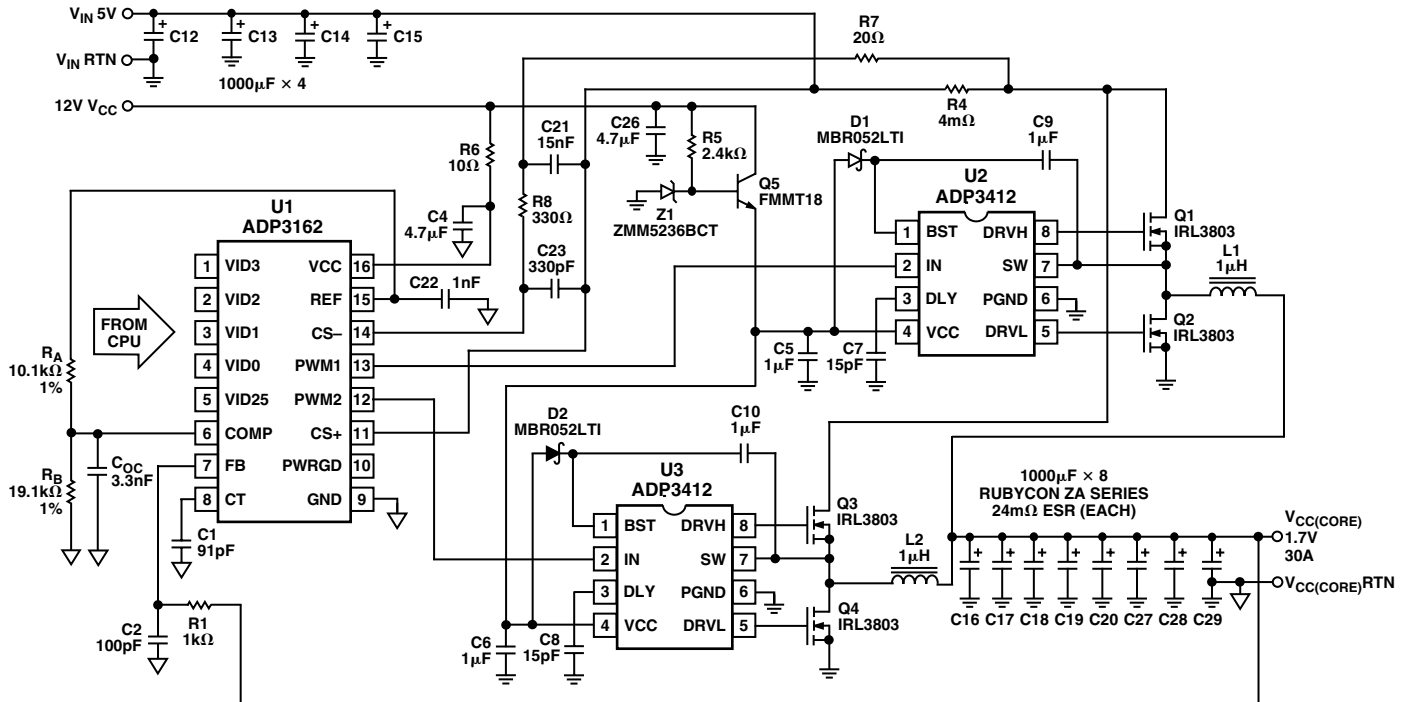 VIN 5V
C12
C13
C14
C15
VIN RTN
1000μF × 4
12V VCC
R7
20Ω
R4
4mΩ
R6
10Ω
C21
15nF
C26
4.7μF
R5
2.4kΩ
D1
MBR052LTI
C9
1μF
Q5
FMMT18
Z1
ZMM5236BCT
R8
330Ω
C23
330pF
C4
4.7μF
C22
1nF
U1
ADP3162
1 VID3
2 VID2
3 VID1
4 VID0
5 VID25
6 COMP
7 FB
8 CT
VCC 16
REF 15
CS– 14
PWM1 13
PWM2 12
CS+ 11
PWRGD 10
GND 9
FROM
CPU
RA
10.1kΩ
1%
RB
19.1kΩ
1%
COC
3.3nF
C1
91pF
C2
100pF
R1
1kΩ
U2
ADP3412
1 BST
2 IN
3 DLY
4 VCC
DRVH 8
SW 7
PGND 6
DRVL 5
Q1
IRL3803
L1
1μH
Q2
IRL3803
C5
1μF
C7
15pF
D2
MBR052LTI
C10
1μF
U3
ADP3412
1 BST
2 IN
3 DLY
4 VCC
DRVH 8
SW 7
PGND 6
DRVL 5
Q3
IRL3803
L2
1μH
Q4
IRL3803
C6
1μF
C8
15pF
1000μF × 8
RUBYCON ZA SERIES
24mΩ ESR (EACH)
VCC(CORE)
1.7V
30A
VCC(CORE)RTN
C16 C17 C18 C19 C20 C27 C28 C29